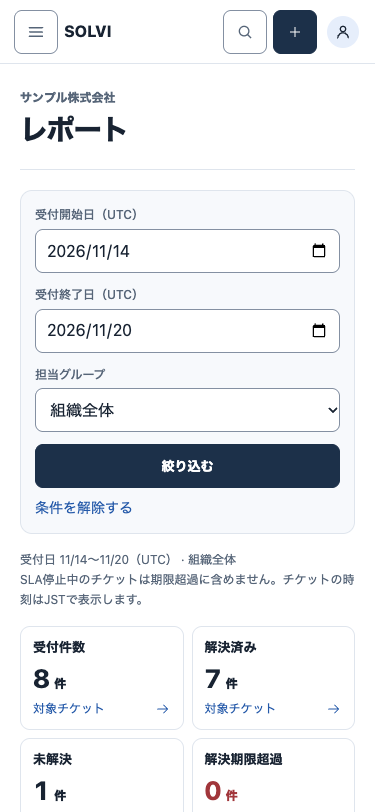 SOLVI
サンプル株式会社
レポート
受付開始日（UTC）
2026/11/14
受付終了日（UTC）
2026/11/20
担当グループ
組織全体
絞り込む
条件を解除する
受付日 11/14〜11/20（UTC） · 組織全体
SLA停止中のチケットは期限超過に含めません。チケットの時
刻はJSTで表示します。
受付件数
8 件
対象チケット →
解決済み
7 件
対象チケット →
未解決
1 件
解決期限超過
0 件